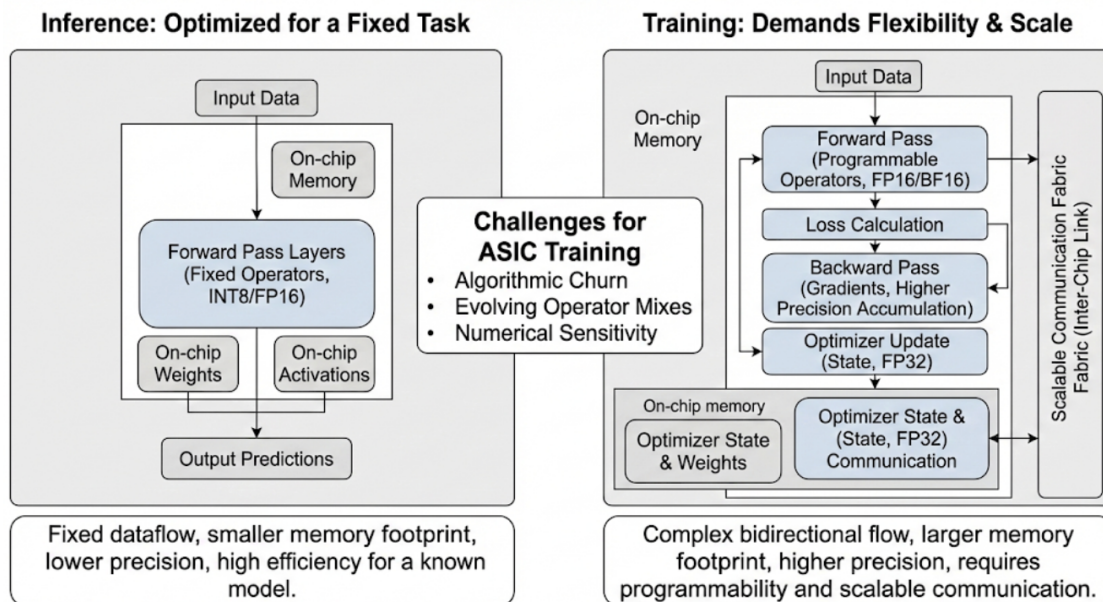 Inference: Optimized for a Fixed Task
Input Data
On-chip
Memory
Forward Pass Layers
(Fixed Operators,
INT8/FP16)
On-chip
Weights
On-chip
Activations
Output Predictions
Fixed dataflow, smaller memory footprint,
lower precision, high efficiency for a known
model.
Challenges for
ASIC Training
• Algorithmic Churn
• Evolving Operator Mixes
• Numerical Sensitivity
Training: Demands Flexibility & Scale
Input Data
On-chip
Memory
Forward Pass
(Programmable
Operators, FP16/BF16)
Loss Calculation
Backward Pass
(Gradients, Higher
Precision Accumulation)
Optimizer Update
(State, FP32)
On-chip memory
Optimizer State
& Weights
Optimizer State &
(State, FP32)
Communication
Scalable Communication Fabric
Fabric (Inter-Chip Link)
Complex bidirectional flow, larger memory
footprint, higher precision, requires
programmability and scalable communication.